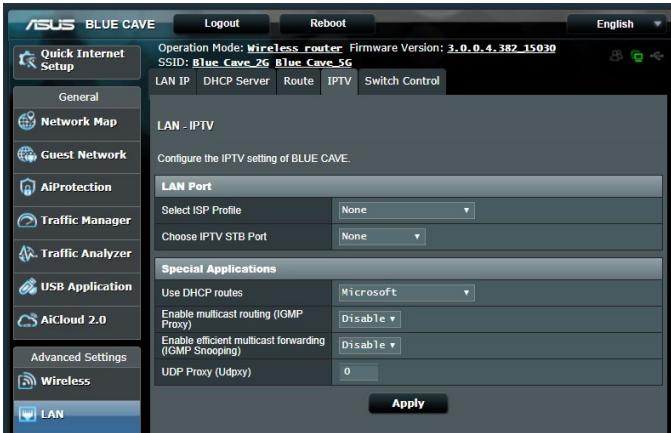 ASUS BLUE CAVE
Logout
Reboot
English
Quick Internet
Setup
General
Network Map
Guest Network
AiProtection
Traffic Manager
Traffic Analyzer
USB Application
AiCloud 2.0
Advanced Settings
Wireless
LAN
Operation Mode: Wireless router Firmware Version: 3.0.0.4.382_15030
SSID: Blue Cave_2G Blue Cave_5G
LAN IP
DHCP Server
Route
IPTV
Switch Control
LAN - IPTV
Configure the IPTV setting of BLUE CAVE.
LAN Port
Select ISP Profile
None
Choose IPTV STB Port
None
Special Applications
Use DHCP routes
Microsoft
Enable multicast routing (IGMP
Proxy)
Disable
Enable efficient multicast forwarding
(IGMP Snooping)
Disable
UDP Proxy (Udpxy)
0
Apply